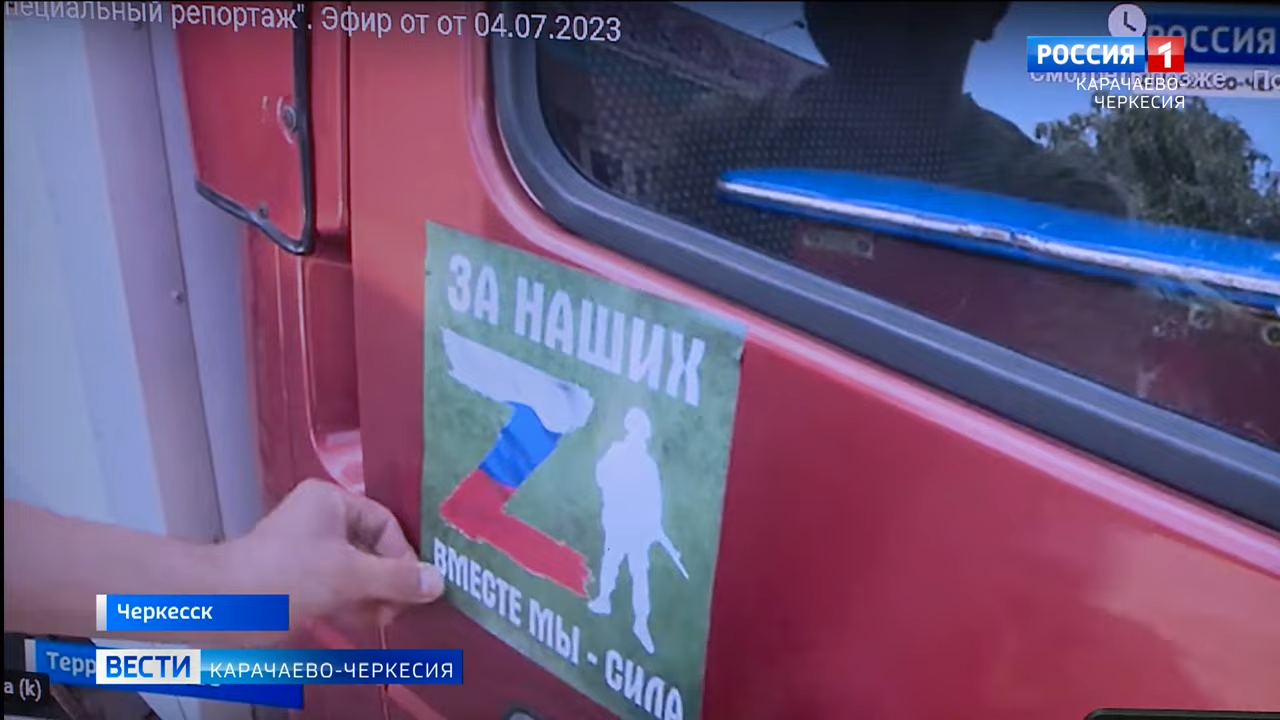 пециальный репортаж". Эфир от от 04.07.2023
РОССИЯ 1
РОССИЯ
КАРАЧАЕВО-
ЧЕРКЕСИЯ
ЗА НАШИХ
Z
ВМЕСТЕ МЫ - СИЛА
Черкесск
ВЕСТИ КАРАЧАЕВО-ЧЕРКЕСИЯ
а (k)